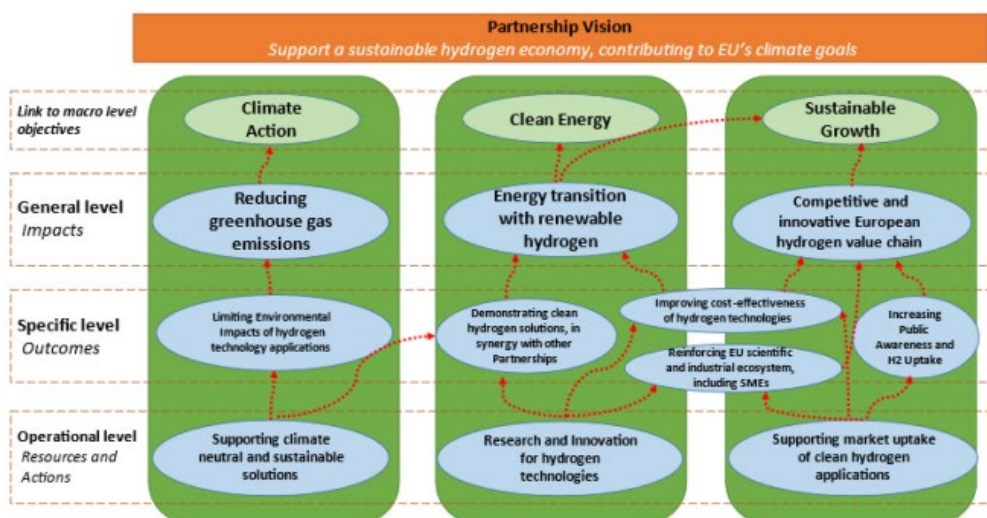 Partnership Vision
Support a sustainable hydrogen economy, contributing to EU's climate goals
Link to macro level
objectives
Climate
Action
Clean Energy
Sustainable
Growth
General level
Impacts
Reducing
greenhouse gas
emissions
Energy transition
with renewable
hydrogen
Competitive and
innovative European
hydrogen value chain
Specific level
Outcomes
Limiting Environmental
Impacts of hydrogen
technology applications
Demonstrating clean
hydrogen solutions, in
synergy with other
Partnerships
Improving cost-effectiveness
of hydrogen technologies
Reinforcing EU scientific
and industrial ecosystem,
including SMEs
Increasing
Public
Awareness and
H2 Uptake
Operational level
Resources and
Actions
Supporting climate
neutral and sustainable
solutions
Research and Innovation
for hydrogen
technologies
Supporting market uptake
of clean hydrogen
applications